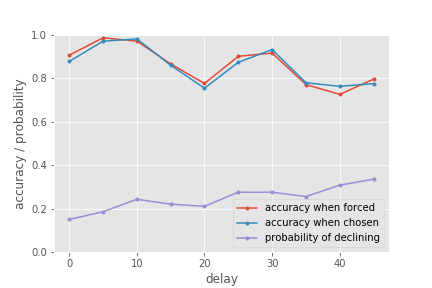 1.0
0.8
0.6
0.4
0.2
0.0
accuracy / probability
accuracy when forced
accuracy when chosen
probability of declining
0 10 20 30 40
delay